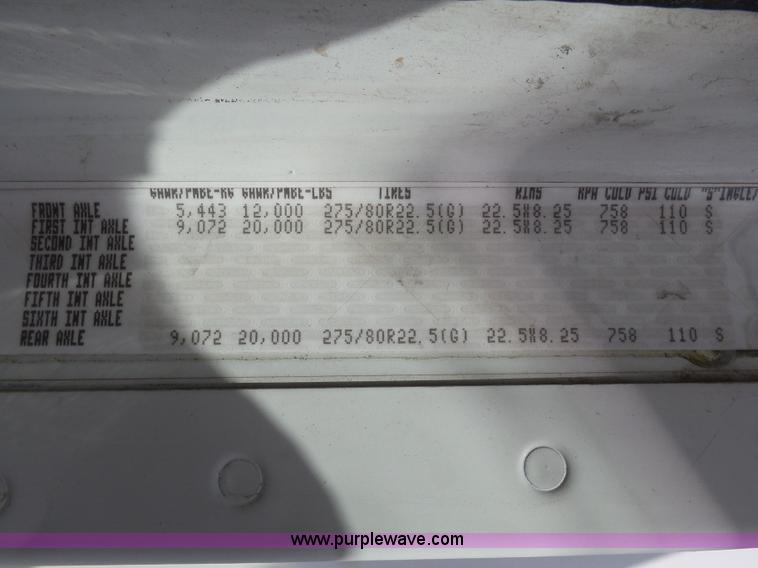 GAWR/PNBE-KG GAWR/PNBE-LBS TIRES RIMS KPA COLD PSI COLD "S"INGLE/
FRONT AXLE 5,443 12,000 275/80R22.5(G) 22.5X8.25 758 110 S
FIRST INT AXLE 9,072 20,000 275/80R22.5(G) 22.5X8.25 758 110 S
SECOND INT AXLE
THIRD INT AXLE
FOURTH INT AXLE
FIFTH INT AXLE
SIXTH INT AXLE
REAR AXLE 9,072 20,000 275/80R22.5(G) 22.5X8.25 758 110 S
www.purplewave.com